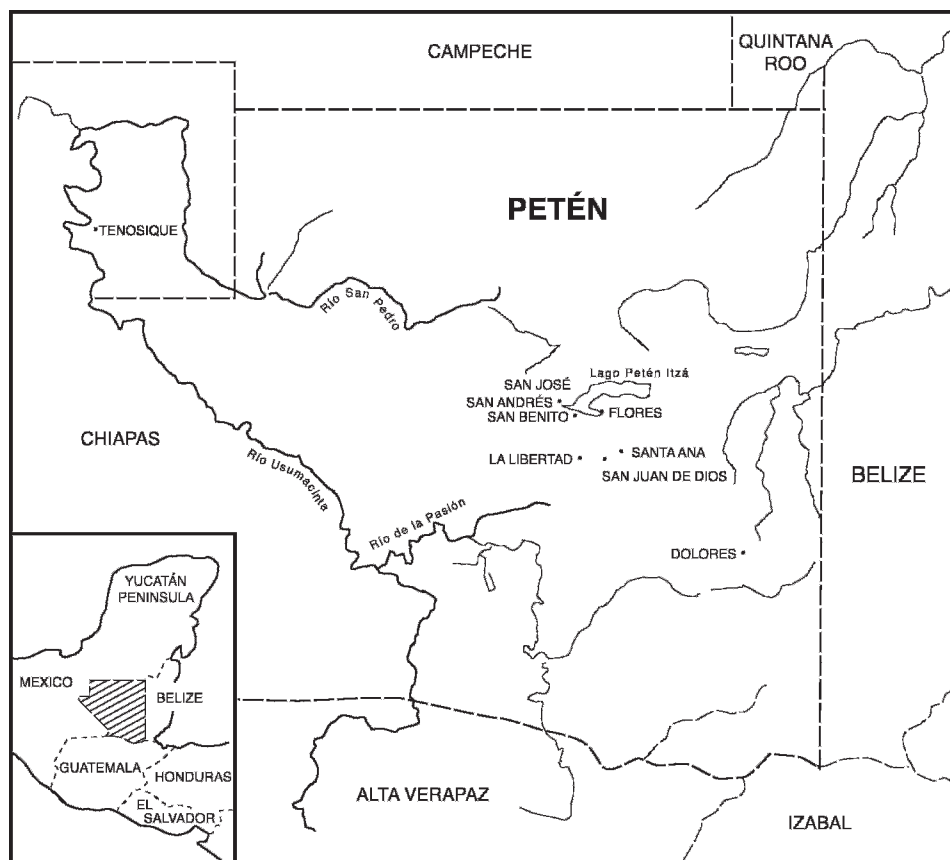 CAMPECHE
QUINTANA
ROO
PETÉN
TENOSIQUE
Río San Pedro
Lago Petén Itzá
SAN JOSÉ
SAN ANDRÉS
SAN BENITO
FLORES
CHIAPAS
Río Usumacinta
LA LIBERTAD
SANTA ANA
SAN JUAN DE DIOS
BELIZE
Río de la Pasión
DOLORES
YUCATÁN
PENINSULA
MEXICO
BELIZE
GUATEMALA
HONDURAS
EL
SALVADOR
ALTA VERAPAZ
IZABAL